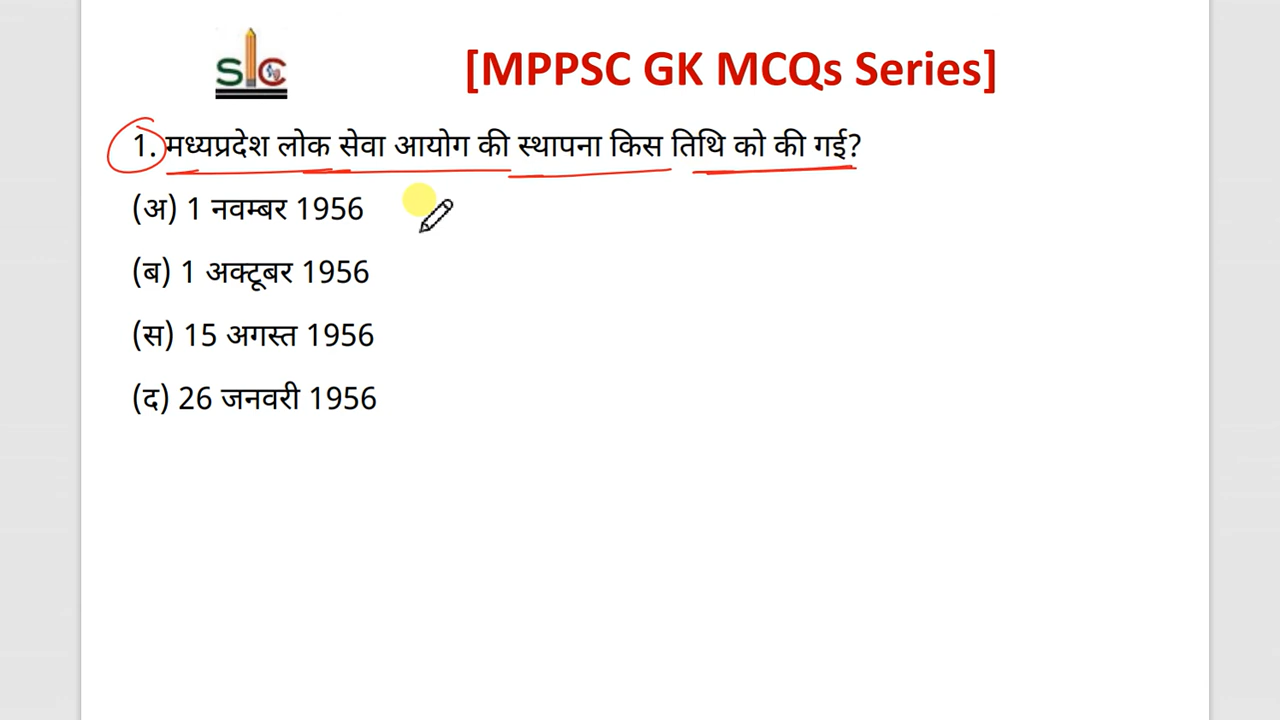 SIC
[MPPSC GK MCQs Series]
1. मध्यप्रदेश लोक सेवा आयोग की स्थापना किस तिथि को की गई?
(अ) 1 नवम्बर 1956
(ब) 1 अक्टूबर 1956
(स) 15 अगस्त 1956
(द) 26 जनवरी 1956